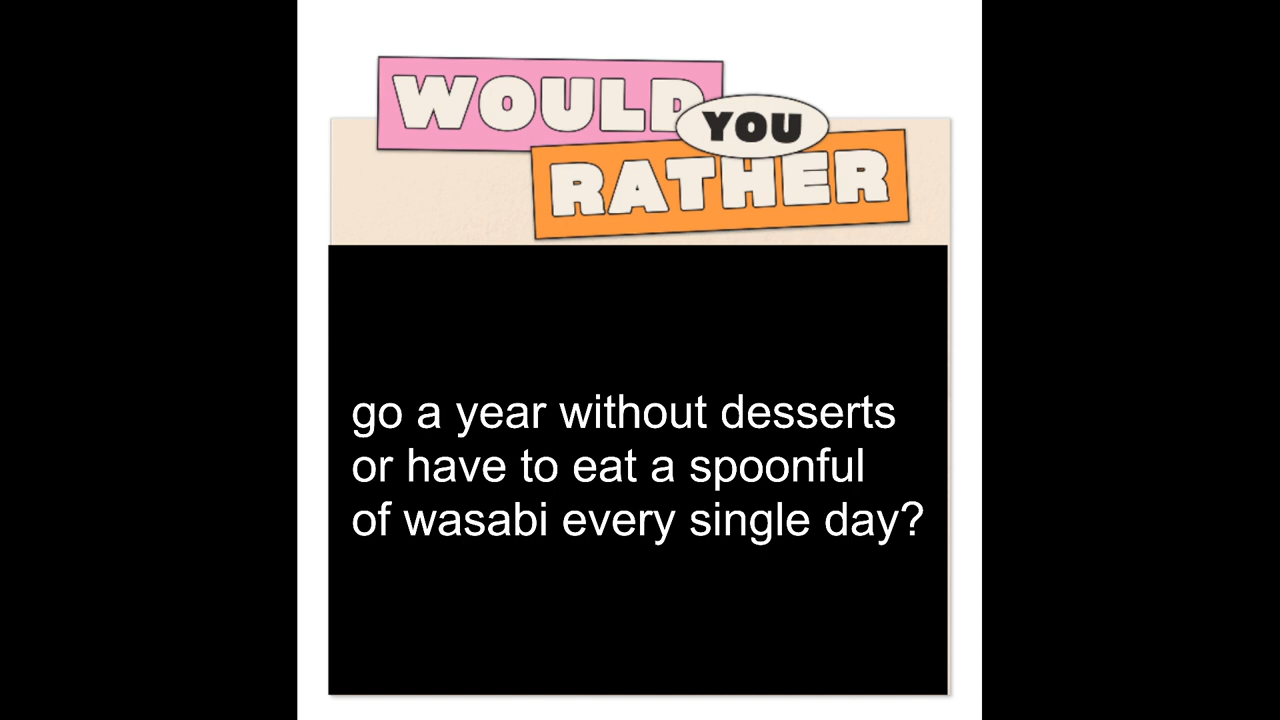 WOULD
YOU
RATHER
go a year without desserts
or have to eat a spoonful
of wasabi every single day?